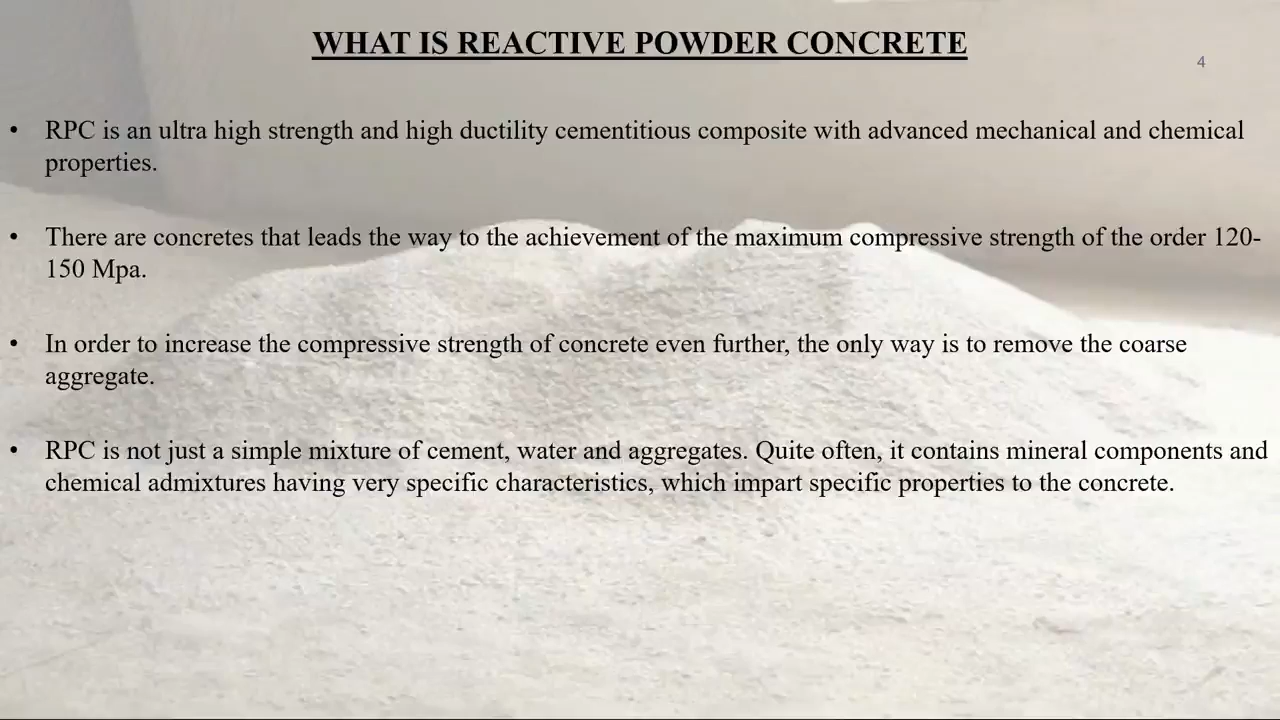 WHAT IS REACTIVE POWDER CONCRETE
4
• RPC is an ultra high strength and high ductility cementitious composite with advanced mechanical and chemical
properties.
• There are concretes that leads the way to the achievement of the maximum compressive strength of the order 120-
150 Mpa.
• In order to increase the compressive strength of concrete even further, the only way is to remove the coarse
aggregate.
• RPC is not just a simple mixture of cement, water and aggregates. Quite often, it contains mineral components and
chemical admixtures having very specific characteristics, which impart specific properties to the concrete.